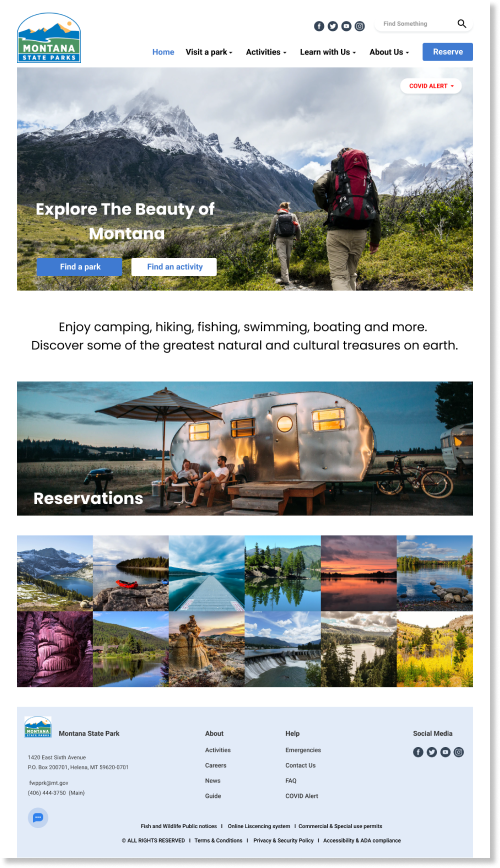 MONTANA
STATE PARKS
Find Something
Home Visit a park Activities Learn with Us About Us Reserve
COVID ALERT
Explore The Beauty of
Montana
Find a park Find an activity
Enjoy camping, hiking, fishing, swimming, boating and more.
Discover some of the greatest natural and cultural treasures on earth.
Reservations
MONTANA
STATE PARKS
Montana State Park About Help Social Media
Activities Emergencies
1420 East Sixth Avenue
Careers Contact Us
P.O. Box 200701, Helena, MT 59620-0701
News FAQ
fwpprk@mt.gov
(406) 444-3750 (Main)
Guide COVID Alert
Fish and Wildlife Public notices | Online Liscencing system | Commercial & Special use permits
© ALL RIGHTS RESERVED | Terms & Conditions | Privacy & Security Policy | Accessibility & ADA compliance